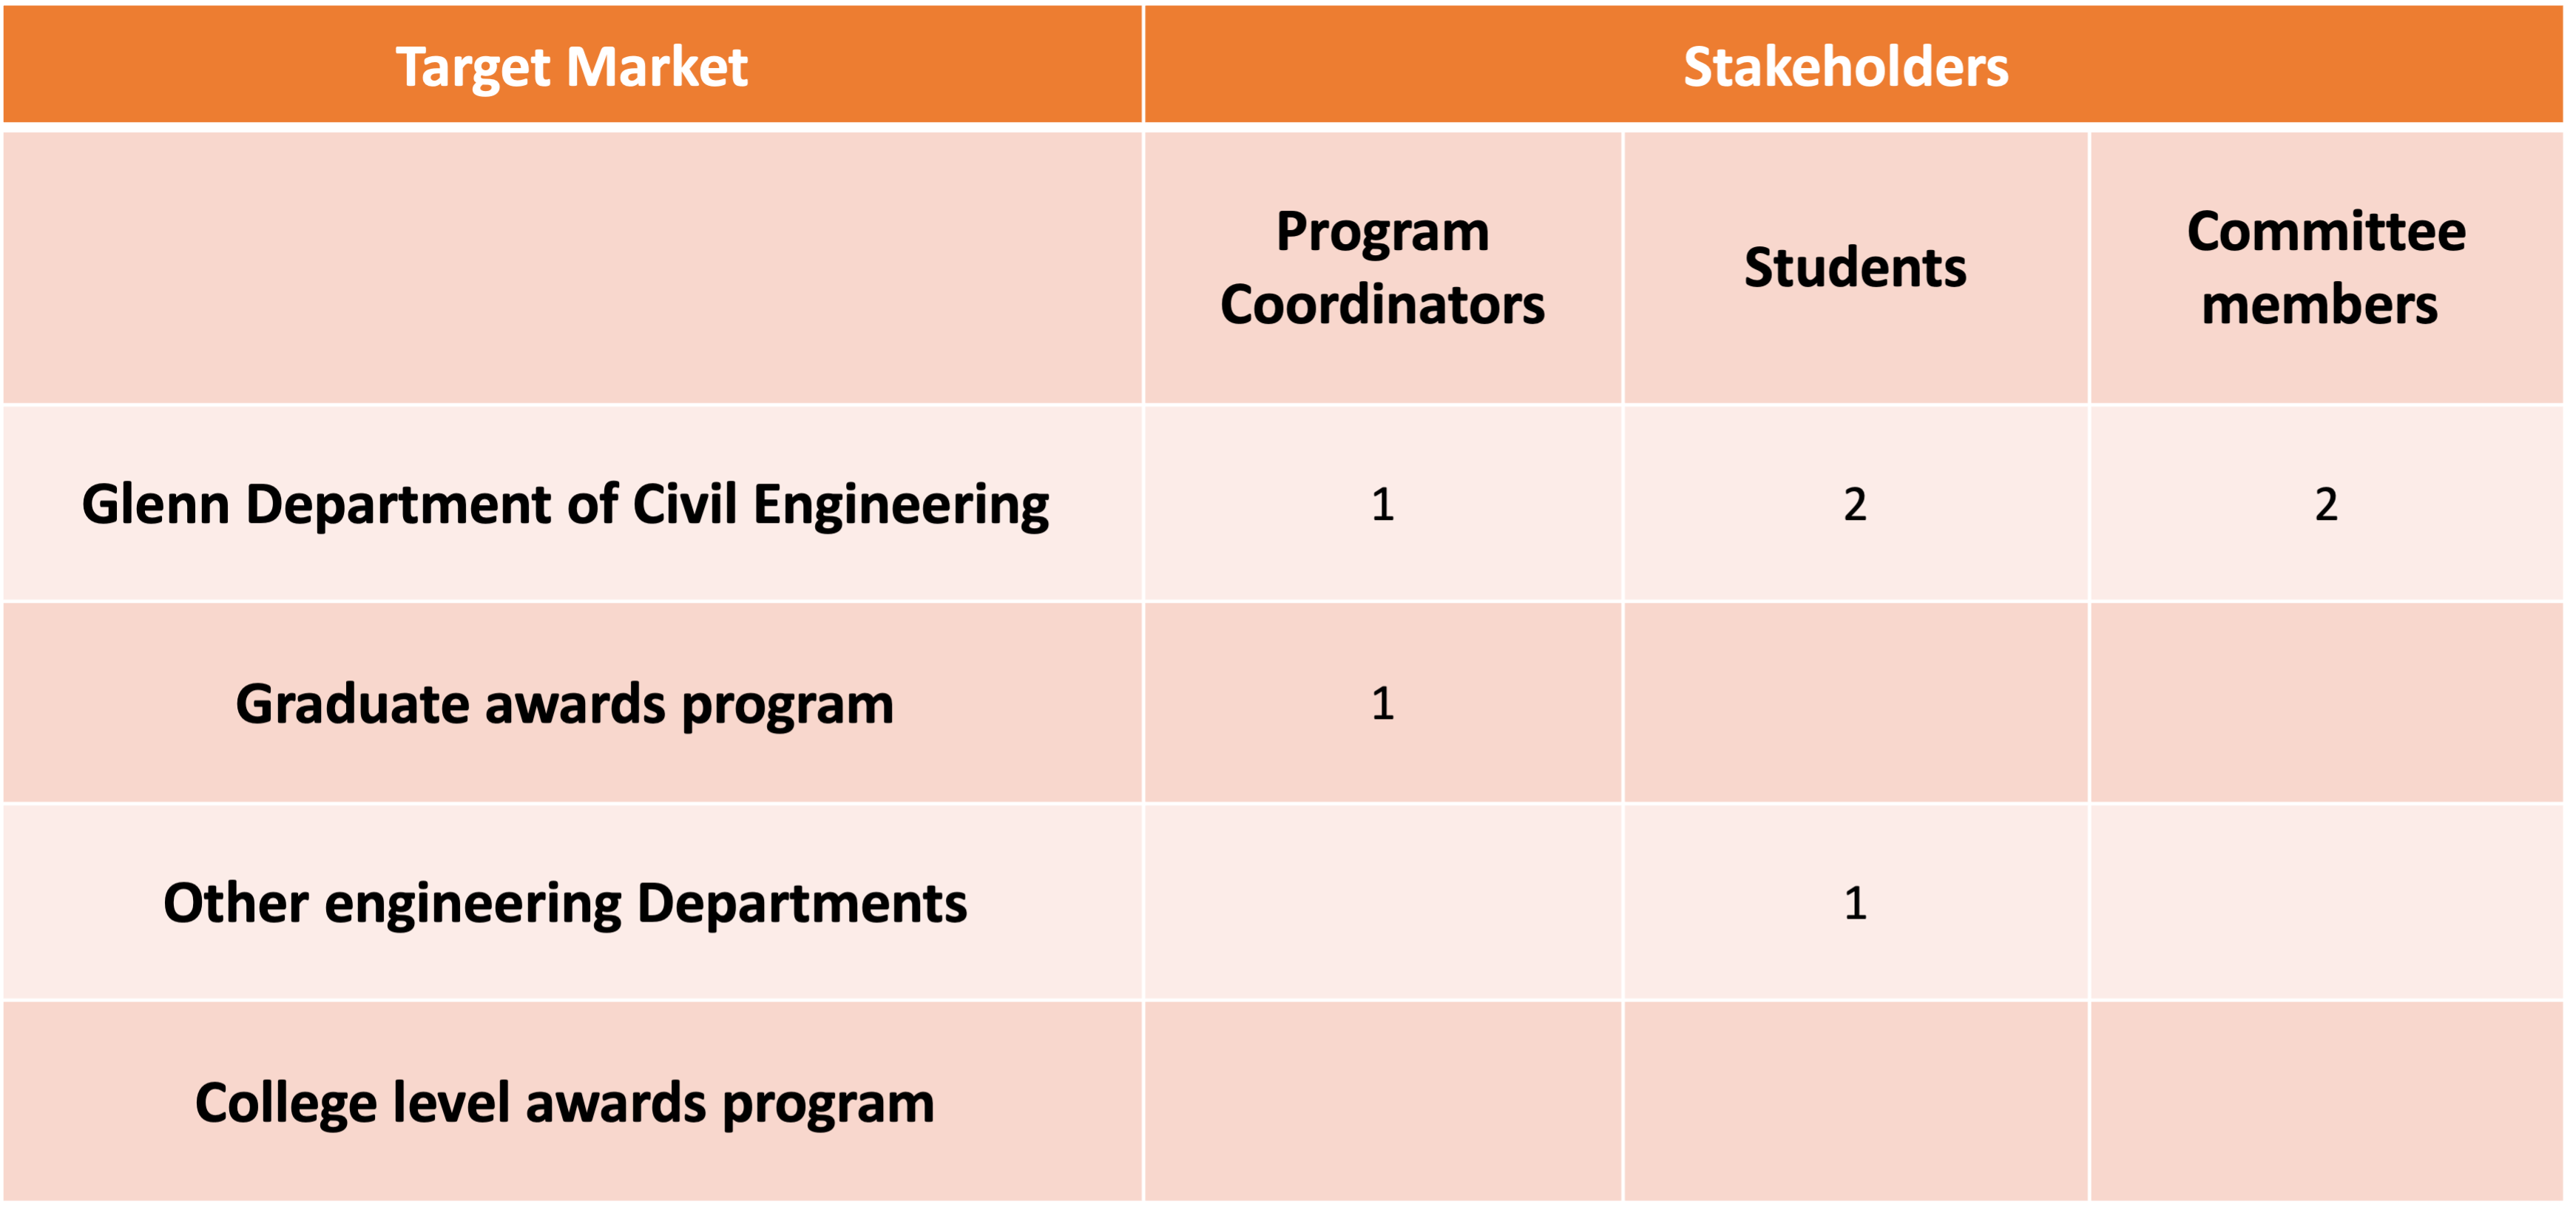 Target Market Stakeholders
Program
Coordinators
Students
Committee
members
Glenn Department of Civil Engineering 1 2 2
Graduate awards program 1
Other engineering Departments 1
College level awards program